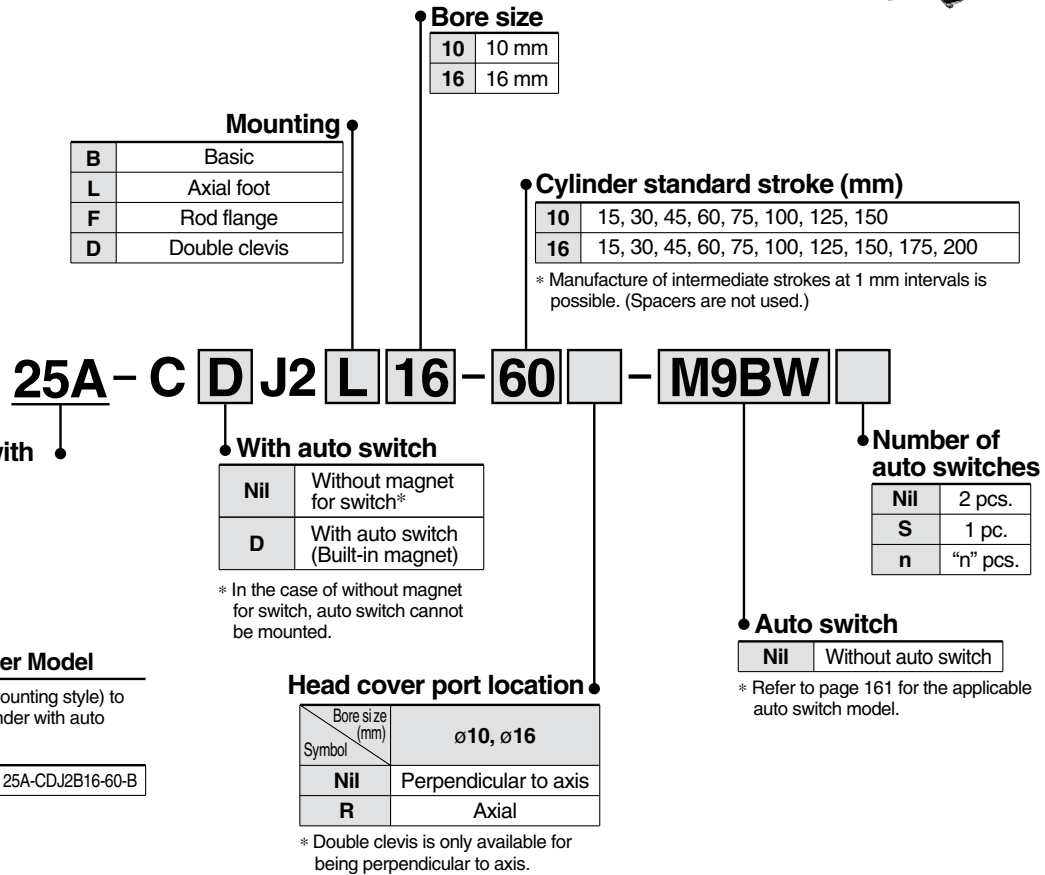 Bore size
10 10 mm
16 16 mm
Mounting
B Basic
L Axial foot
F Rod flange
D Double clevis
Cylinder standard stroke (mm)
10 15, 30, 45, 60, 75, 100, 125, 150
16 15, 30, 45, 60, 75, 100, 125, 150, 175, 200
* Manufacture of intermediate strokes at 1 mm intervals is
possible. (Spacers are not used.)
25A - C D J2 L 16 - 60 - M9BW
with
With auto switch
Nil Without magnet
for switch*
D With auto switch
(Built-in magnet)
* In the case of without magnet
for switch, auto switch cannot
be mounted.
Number of
auto switches
Nil 2 pcs.
S 1 pc.
n "n" pcs.
Auto switch
Nil Without auto switch
* Refer to page 161 for the applicable
auto switch model.
er Model
ounting style) to
nder with auto
25A-CDJ2B16-60-B
Head cover port location
Bore size
(mm)
Symbol
ø10, ø16
Nil Perpendicular to axis
R Axial
* Double clevis is only available for
being perpendicular to axis.